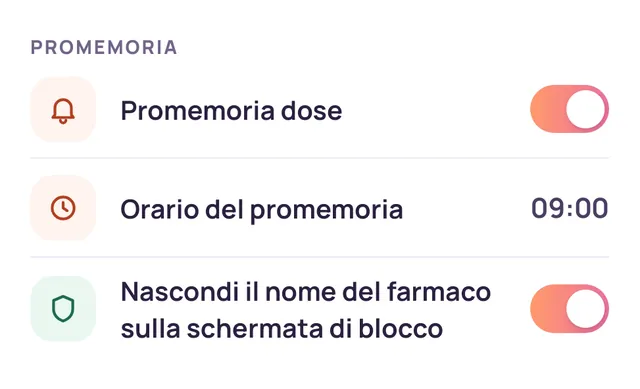 PROMEMORIA
Promemoria dose
Orario del promemoria
09:00
Nascondi il nome del farmaco
sulla schermata di blocco